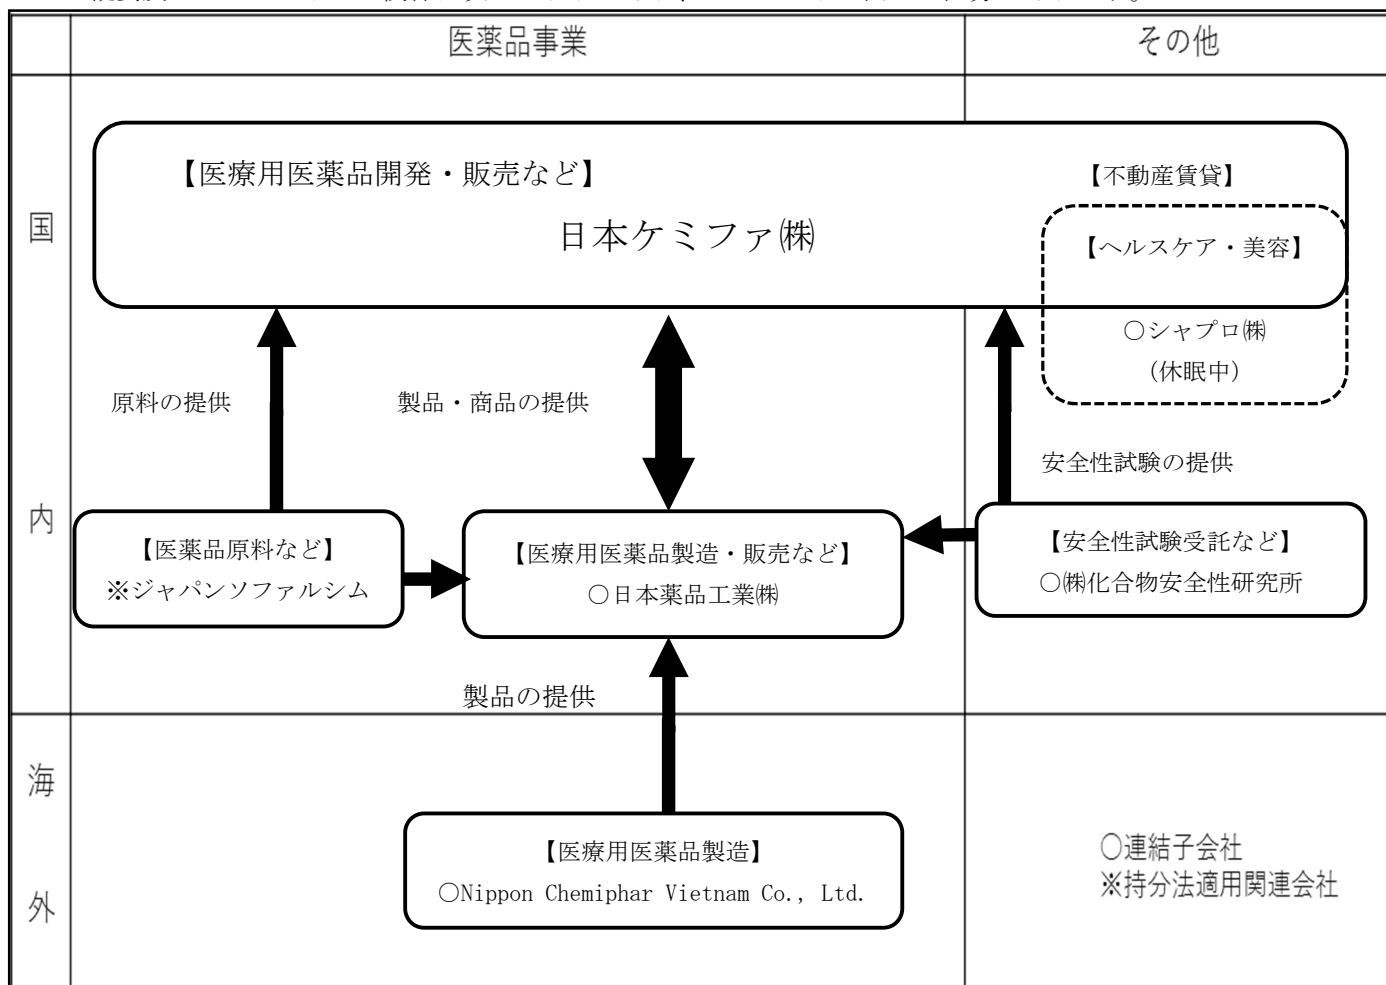 医薬品事業
その他
国
内
【医療用医薬品開発・販売など】
日本ケミファ㈱
【不動産賃貸】
【ヘルスケア・美容】
○シャプロ㈱
（休眠中）
原料の提供
製品・商品の提供
安全性試験の提供
【医薬品原料など】
※ジャパンソファルシム
【医療用医薬品製造・販売など】
○日本薬品工業㈱
【安全性試験受託など】
○㈱化合物安全性研究所
製品の提供
海
外
【医療用医薬品製造】
○Nippon Chemiphar Vietnam Co., Ltd.
○連結子会社
※持分法適用関連会社